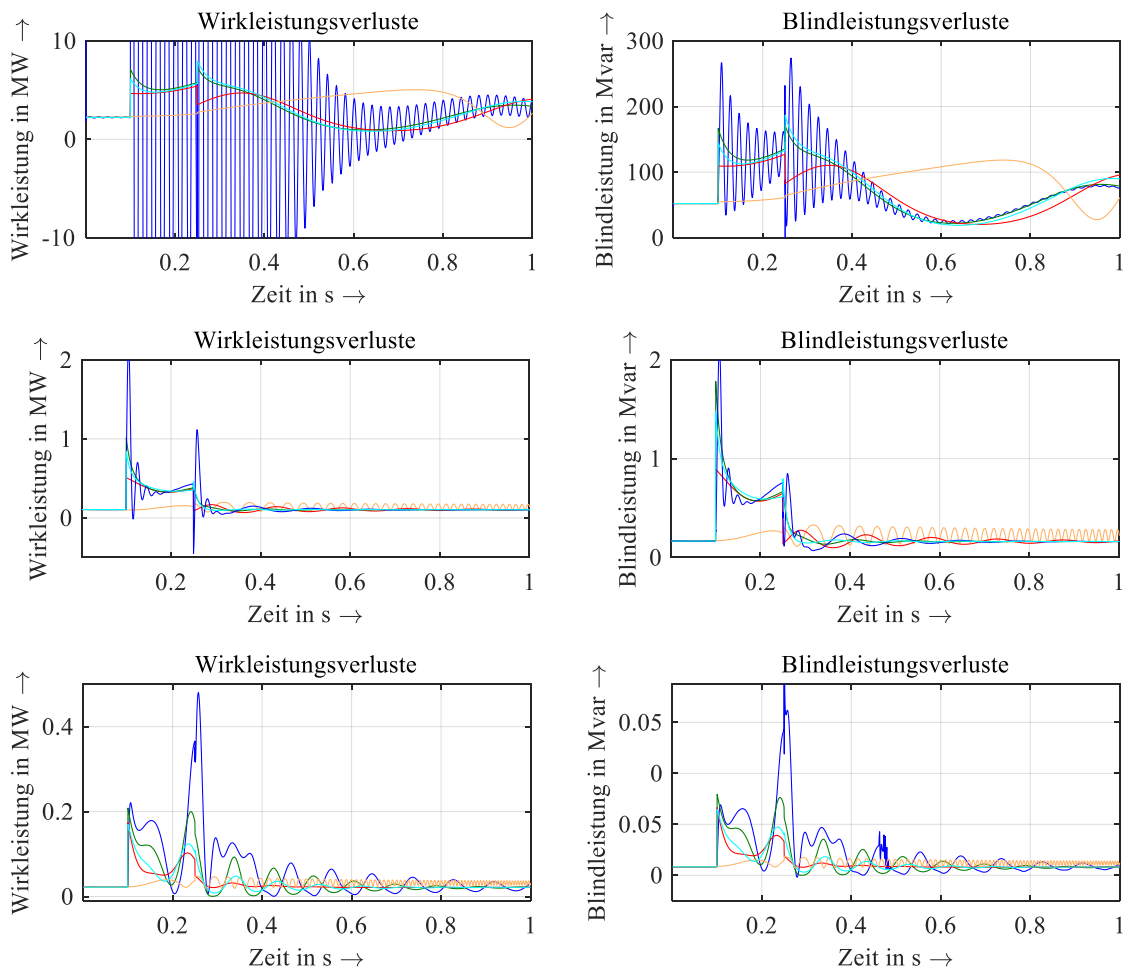 Wirkleistungsverluste
Wirkleistung in MW →
10
0
-10
0.2 0.4 0.6 0.8 1
Zeit in s →
Blindleistungsverluste
Blindleistung in Mvar →
300
200
100
0
0.2 0.4 0.6 0.8 1
Zeit in s →
Wirkleistungsverluste
Wirkleistung in MW →
2
1
0
0.2 0.4 0.6 0.8 1
Zeit in s →
Blindleistungsverluste
Blindleistung in Mvar →
2
1
0
0.2 0.4 0.6 0.8 1
Zeit in s →
Wirkleistungsverluste
Wirkleistung in MW →
0.4
0.2
0
0.2 0.4 0.6 0.8 1
Zeit in s →
Blindleistungsverluste
Blindleistung in Mvar →
0.05
0
0.05
0
0.2 0.4 0.6 0.8 1
Zeit in s →